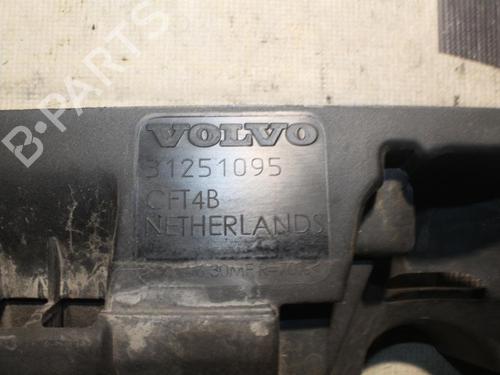 B-PARTS
VOLVO
31251095
CFT4B
NETHERLANDS